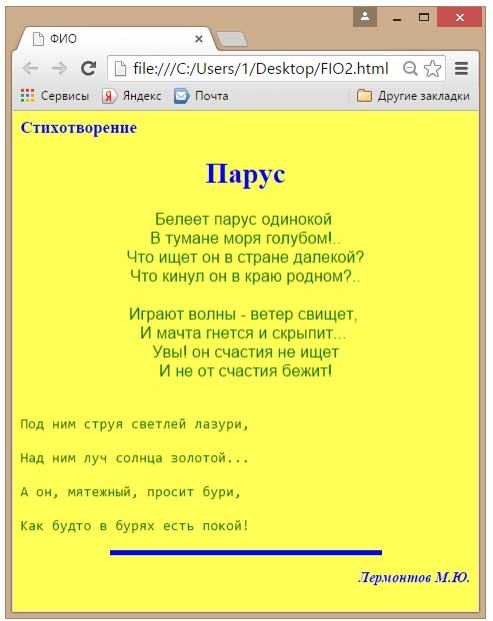 ФИО
file:///C:/Users/1/Desktop/FIO2.html
Сервисы Яндекс Почта Другие закладки
Стихотворение
Парус
Белеет парус одинокой
В тумане моря голубом!..
Что ищет он в стране далекой?
Что кинул он в краю родном?..
Играют волны - ветер свищет,
И мачта гнется и скрыпит...
Увы! он счастия не ищет
И не от счастия бежит!
Под ним струя светлей лазури,
Над ним луч солнца золотой...
А он, мятежный, просит бури,
Как будто в бурях есть покой!
Лермонтов М.Ю.